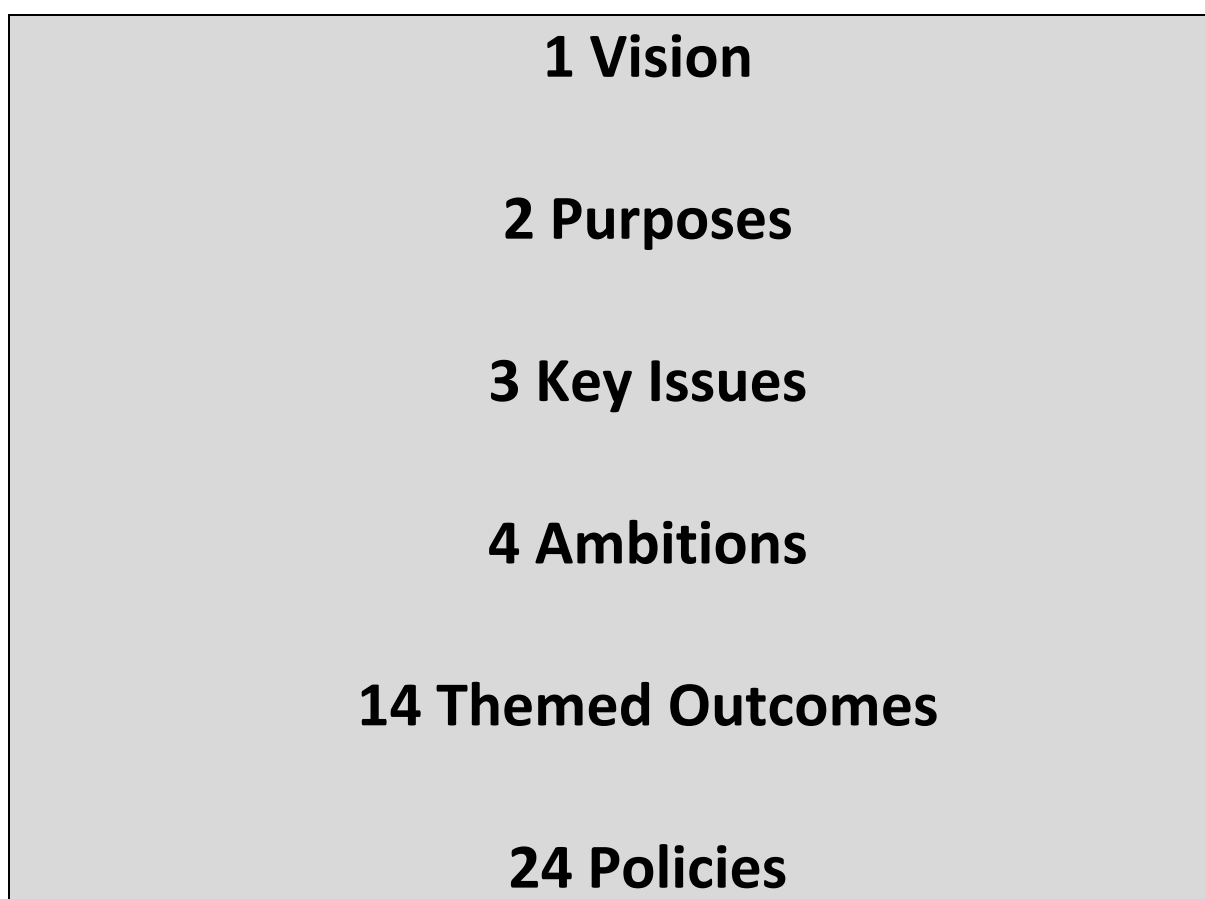 1 Vision
2 Purposes
3 Key Issues
4 Ambitions
14 Themed Outcomes
24 Policies